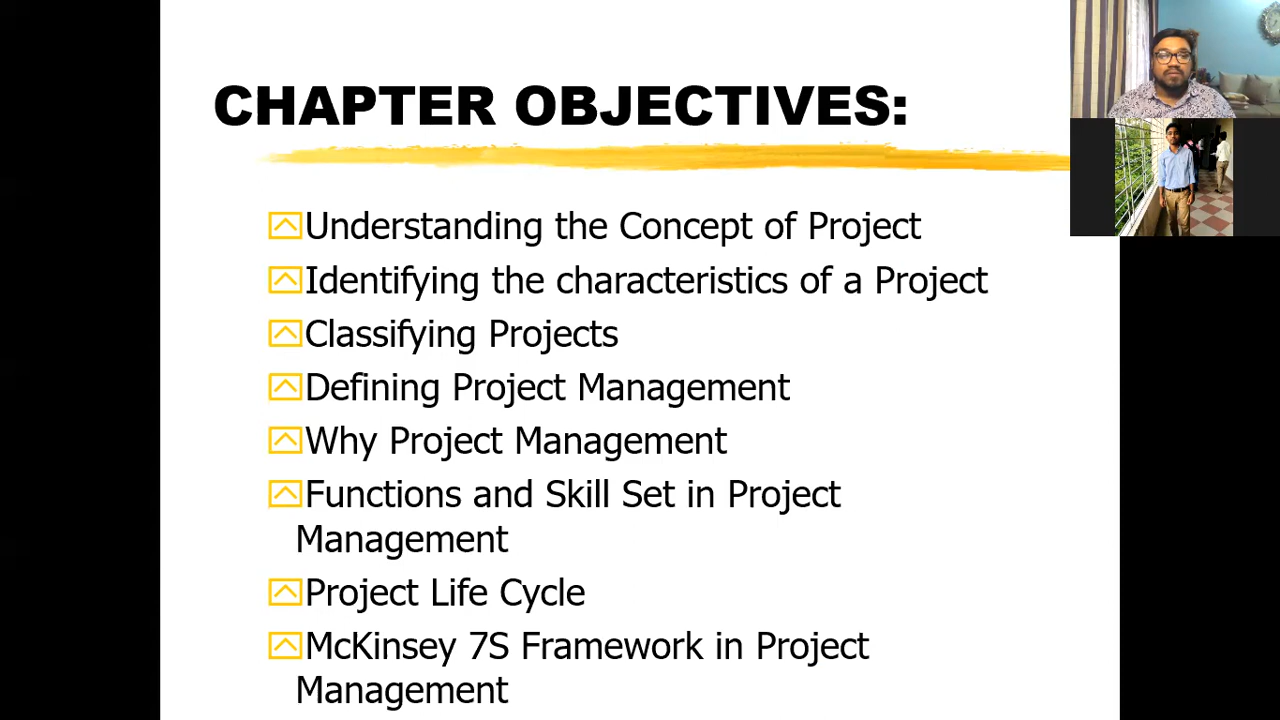 CHAPTER OBJECTIVES:
Understanding the Concept of Project
Identifying the characteristics of a Project
Classifying Projects
Defining Project Management
Why Project Management
Functions and Skill Set in Project
Management
Project Life Cycle
McKinsey 7S Framework in Project
Management